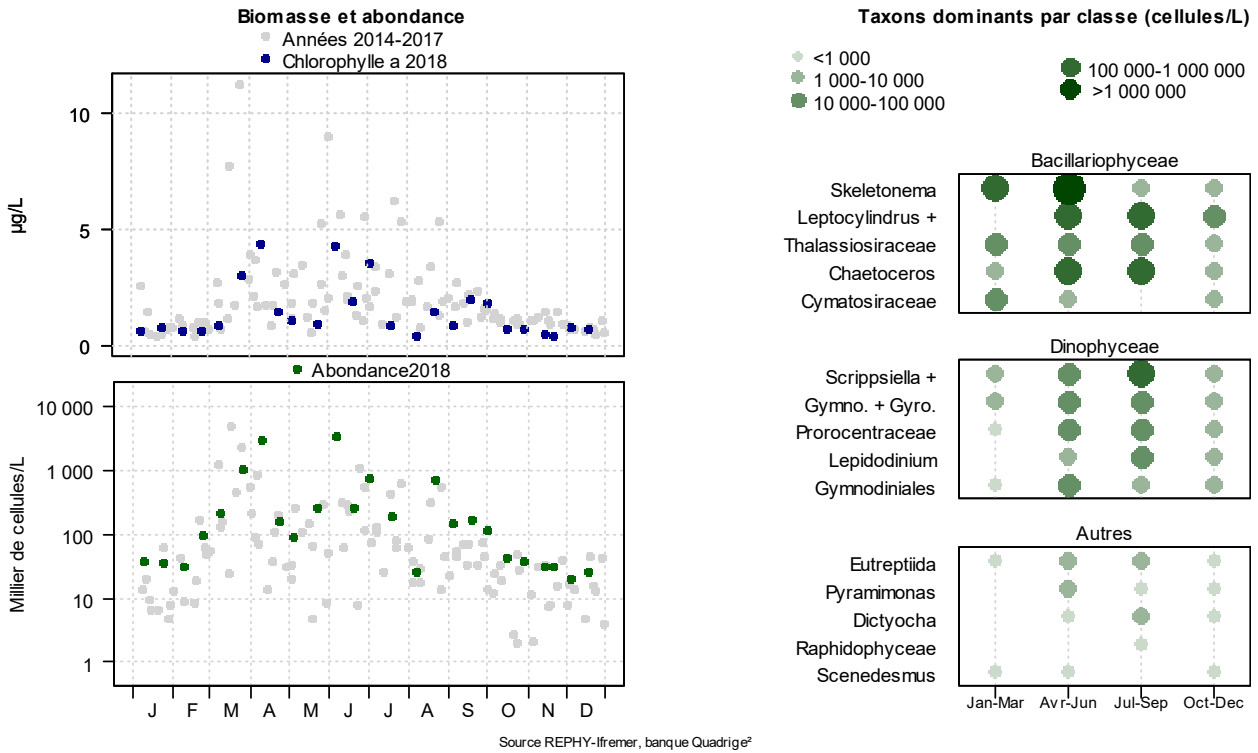 Biomasse et abondance
Années 2014-2017
Chlorophylle a 2018
µg/L
10
5
0
Abondance2018
Millier de cellules/L
10 000
1 000
100
10
1
J F M A M J J A S O N D
Taxons dominants par classe (cellules/L)
<1 000
1 000-10 000
10 000-100 000
100 000-1 000 000
>1 000 000
Bacillariophyceae
Skeletonema
Leptocylindrus +
Thalassiosiraceae
Chaetoceros
Cymatosiraceae
Dinophyceae
Scrippsiella +
Gymno. + Gyro.
Prorocentraceae
Lepidodinium
Gymnodiniales
Autres
Eutreptiida
Pyramimonas
Dictyocha
Raphidophyceae
Scenedesmus
Jan-Mar Avr-Jun Jul-Sep Oct-Dec
Source REPHY-Ifremer, banque Quadrige²